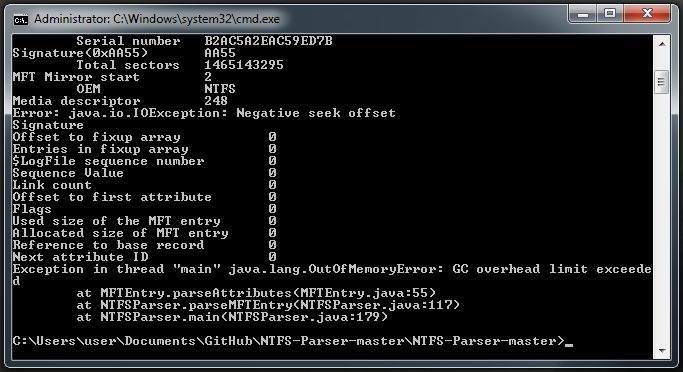 Administrator: C:\Windows\system32\cmd.exe
Serial number B2AC5A2EAC59ED7B
Signature(0xAA55) AA55
Total sectors 1465143295
MFT Mirror start 2
OEM NTFS
Media descriptor 248
Error: java.io.IOException: Negative seek offset
Signature
Offset to fixup array 0
Entries in fixup array 0
$LogFile sequence number 0
Sequence Value 0
Link count 0
Offset to first attribute 0
Flags 0
Used size of the MFT entry 0
Allocated size of MFT entry 0
Reference to base record 0
Next attribute ID 0
Exception in thread "main" java.lang.OutOfMemoryError: GC overhead limit exceede
d
at MFTEntry.parseAttributes(MFTEntry.java:55)
at NTFSParser.parseMFTEntry(NTFSParser.java:117)
at NTFSParser.main(NTFSParser.java:179)
C:\Users\user\Documents\GitHub\NTFS-Parser-master\NTFS-Parser-master>_